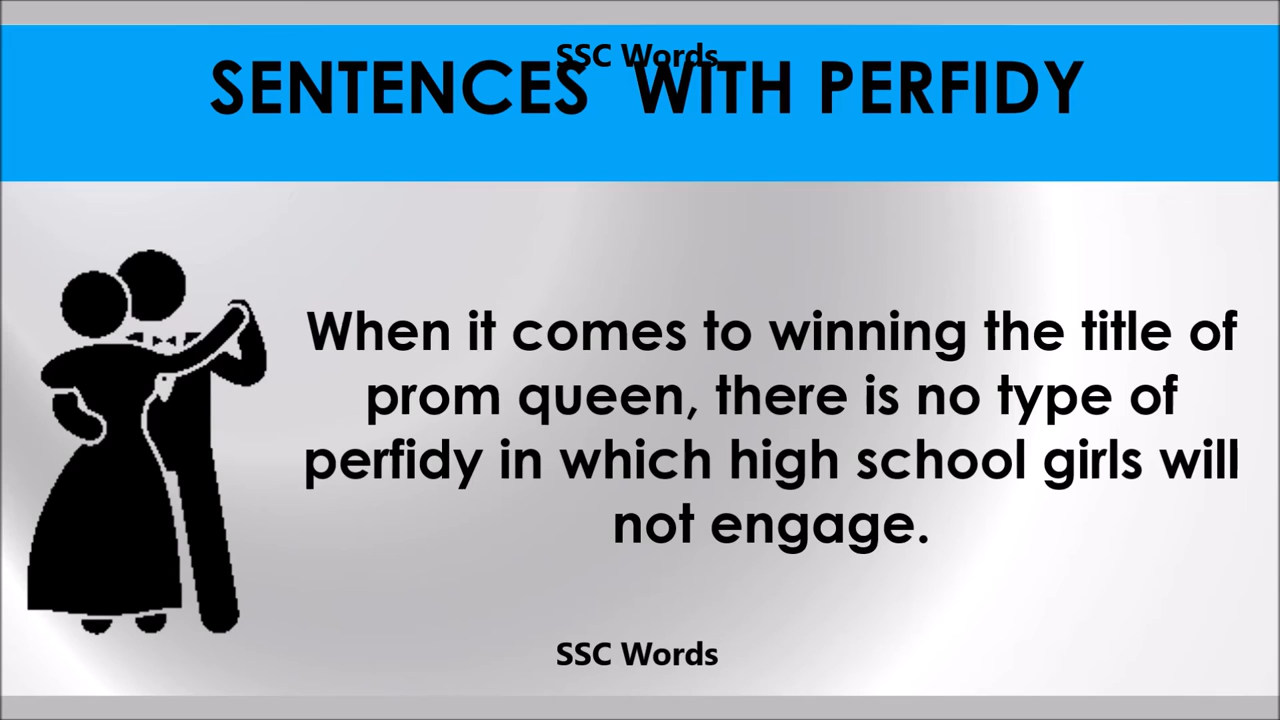 SSC Words
SENTENCES WITH PERFIDY
When it comes to winning the title of
prom queen, there is no type of
perfidy in which high school girls will
not engage.
SSC Words